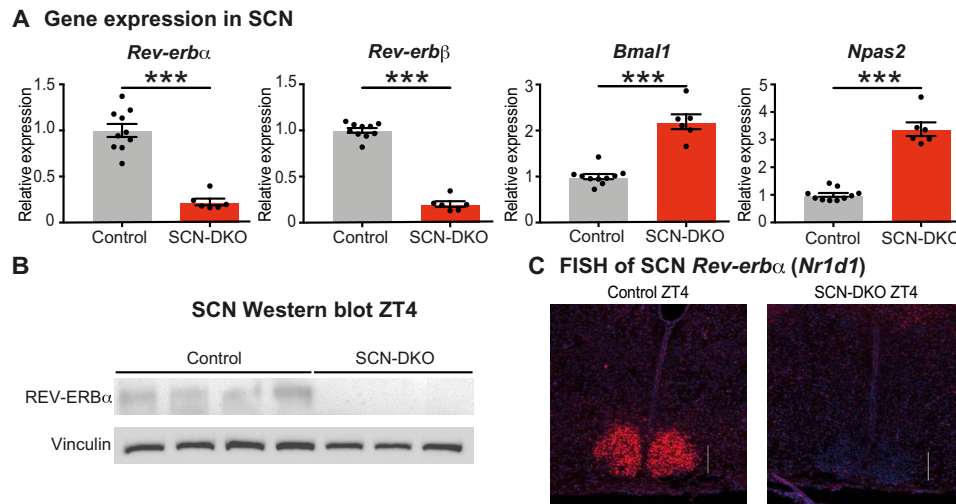 A Gene expression in SCN
Rev-erbα
Rev-erbβ
Bmal1
Npas2
***
***
***
***
Relative expression
1.5
1.0
0.5
0
Control
SCN-DKO
Relative expression
1.5
1.0
0.5
0
Control
SCN-DKO
Relative expression
3
2
1
0
Control
SCN-DKO
Relative expression
5
4
3
2
1
0
Control
SCN-DKO
B
SCN Western blot ZT4
Control
SCN-DKO
REV-ERBα
Vinculin
C FISH of SCN Rev-erbα (Nr1d1)
Control ZT4
SCN-DKO ZT4